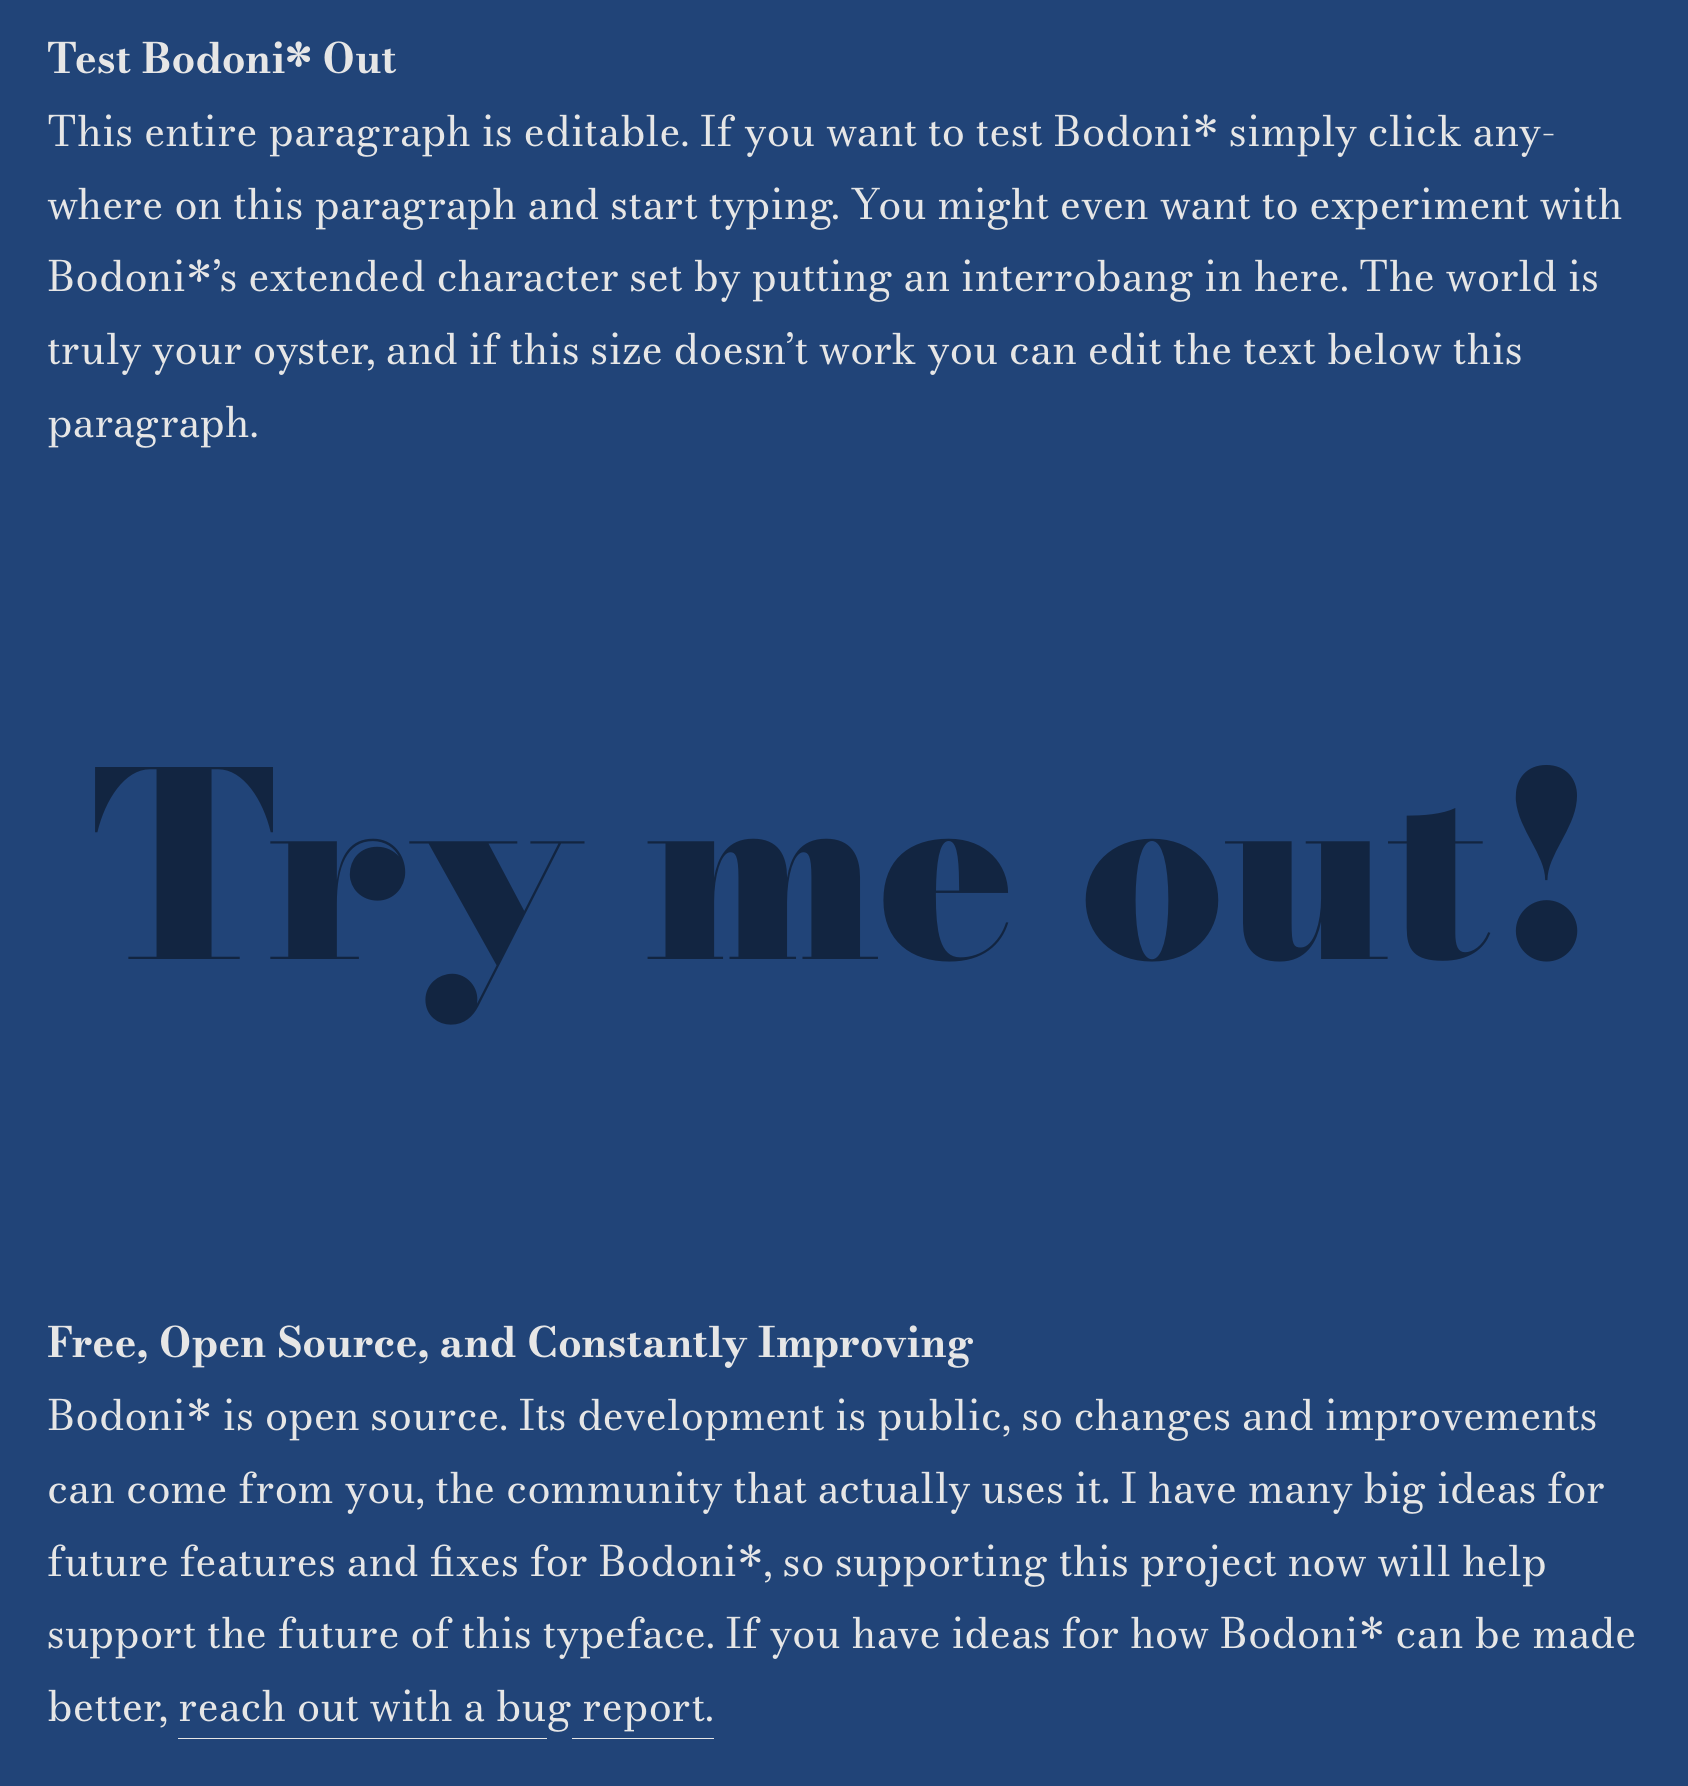 Test Bodoni* Out
This entire paragraph is editable. If you want to test Bodoni* simply click any-
where on this paragraph and start typing. You might even want to experiment with
Bodoni*’s extended character set by putting an interrobang in here. The world is
truly your oyster, and if this size doesn’t work you can edit the text below this
paragraph.
Try me out!
Free, Open Source, and Constantly Improving
Bodoni* is open source. Its development is public, so changes and improvements
can come from you, the community that actually uses it. I have many big ideas for
future features and fixes for Bodoni*, so supporting this project now will help
support the future of this typeface. If you have ideas for how Bodoni* can be made
better, reach out with a bug report.